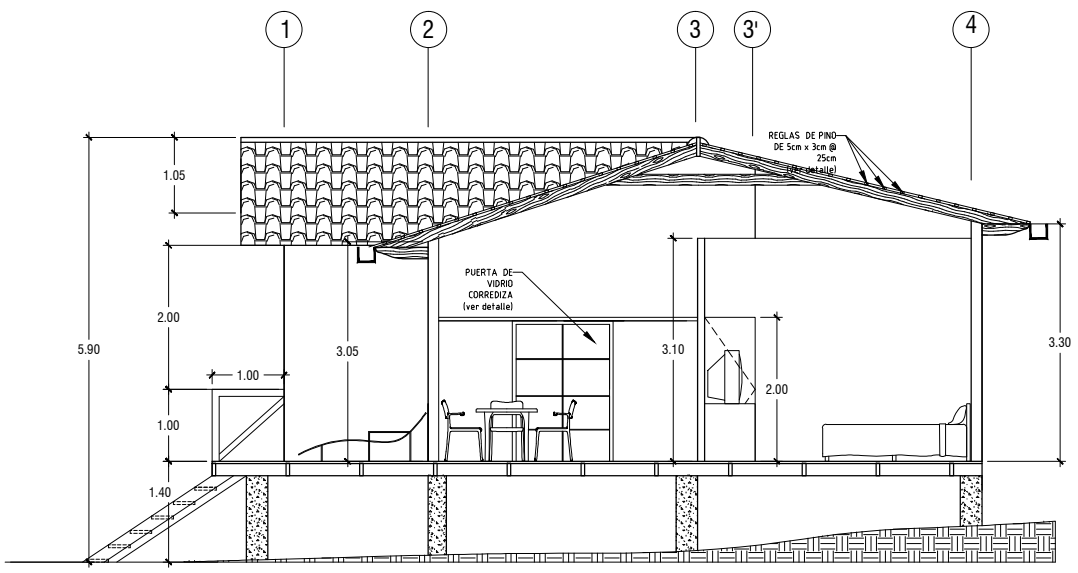 1
2
3
3'
4
REGLAS DE PINO
DE 5cm x 3cm @
25cm
(ver detalle)
1.05
PUERTA DE
VIDRIO
CORREDIZA
(ver detalle)
2.00
5.90
3.05
3.10
3.30
1.00
2.00
1.00
1.40